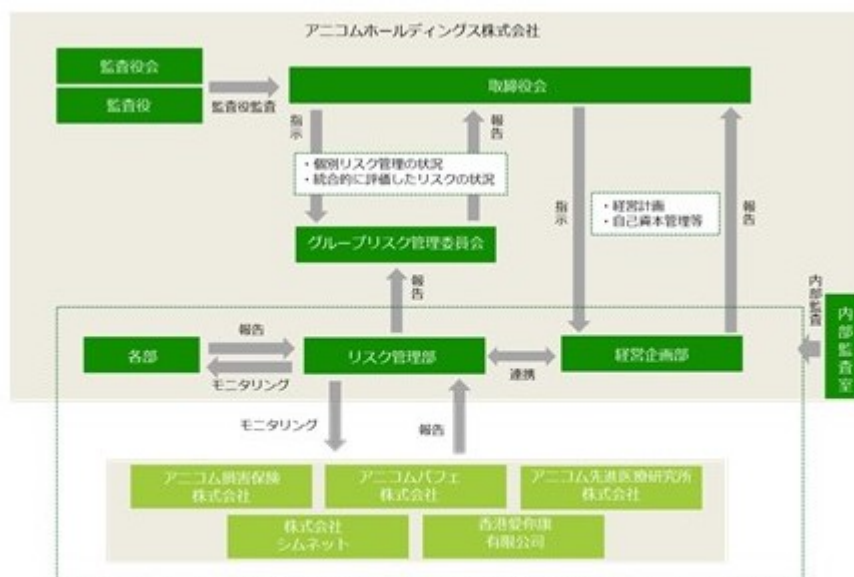 アニコムホールディングス株式会社
監査役会
監査役
監査役監査
取締役会
指示
報告
・個別リスク管理の状況
・統合的に評価したリスクの状況
指示
・経営計画
・自己資本管理等
報告
グループリスク管理委員会
報告
内部監査
内部監査室
各部
報告
モニタリング
リスク管理部
連携
経営企画部
モニタリング
報告
アニコム損害保険
株式会社
アニコムパフェ
株式会社
アニコム先進医療研究所
株式会社
株式会社
シムネット
香港愛你康
有限公司